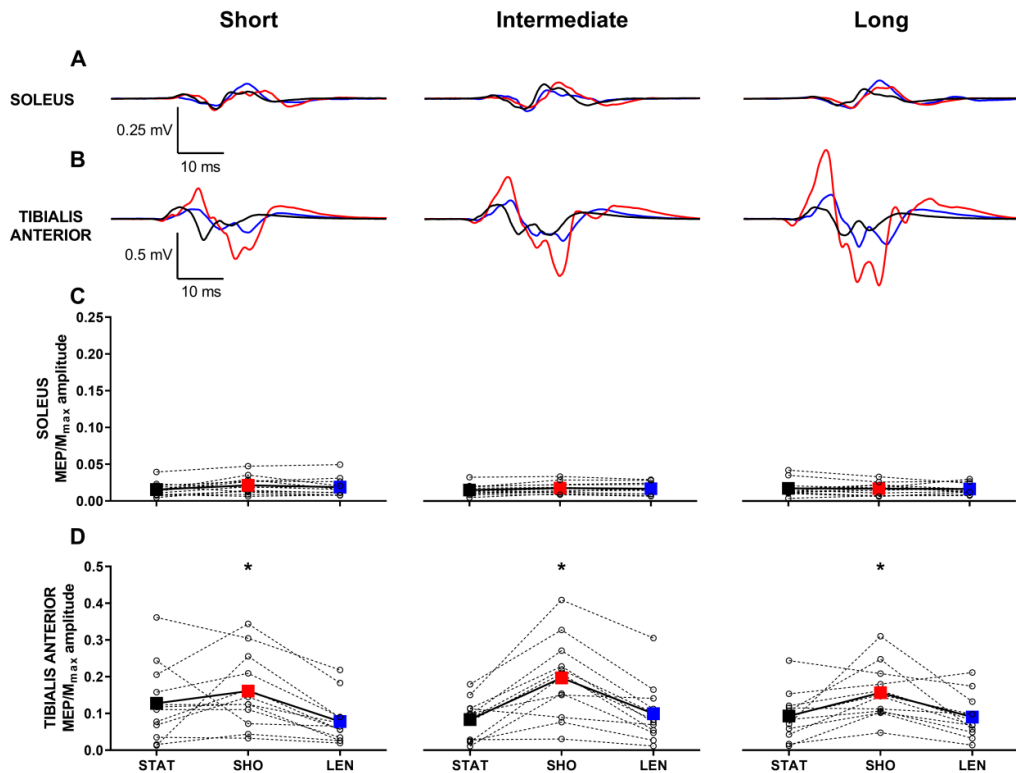 Short Intermediate Long
A
SOLEUS
0.25 mV
10 ms
B
TIBIALIS
ANTERIOR
0.5 mV
10 ms
C
SOLEUS
MEP/Mmax amplitude
0.25
0.20
0.15
0.10
0.05
0.00
D
TIBIALIS ANTERIOR
MEP/Mmax amplitude
0.5
0.4
0.3
0.2
0.1
0.0
* * *
STAT SHO LEN STAT SHO LEN STAT SHO LEN